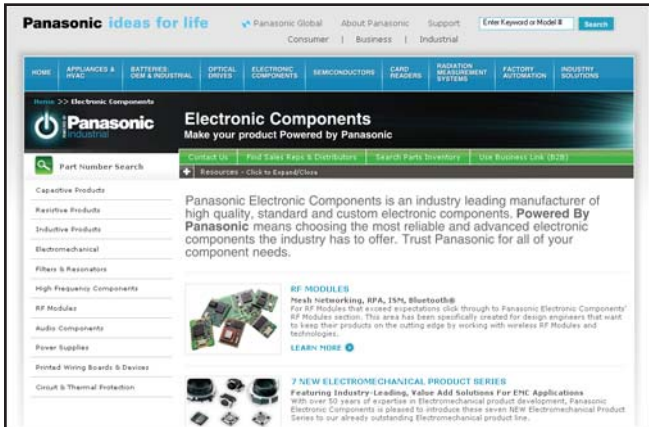 Panasonic ideas for life
Panasonic Global About Panasonic Support Enter Keyword or Model # Search
Consumer | Business | Industrial
HOME APPLIANCES & HVAC BATTERIES: OEM & INDUSTRIAL OPTICAL DRIVES ELECTRONIC COMPONENTS SEMICONDUCTORS CARD READERS RADIATION MEASUREMENT SYSTEMS FACTORY AUTOMATION INDUSTRY SOLUTIONS
Home >> Electronic Components
Panasonic
Industrial
Electronic Components
Make your product Powered by Panasonic
Contact Us Find Sales Reps & Distributors Search Parts Inventory Use Business Link (B2B)
Resources - Click to Expand/Close
Part Number Search
Capacitive Products
Resistive Products
Inductive Products
Electromechanical
Filters & Resonators
High Frequency Components
RF Modules
Audio Components
Power Supplies
Printed Wiring Boards & Devices
Circuit & Thermal Protection
Panasonic Electronic Components is an industry leading manufacturer of
high quality, standard and custom electronic components. Powered By
Panasonic means choosing the most reliable and advanced electronic
components the industry has to offer. Trust Panasonic for all of your
component needs.
RF MODULES
Mesh Networking, RPA, ISM, Bluetooth®
For RF Modules that exceed expectations click through to Panasonic Electronic Components'
RF Modules section. This area has been specifically created for design engineers that want
to keep their products on the cutting edge by working with wireless RF Modules and
technologies.
LEARN MORE
7 NEW ELECTROMECHANICAL PRODUCT SERIES
Featuring Industry-Leading, Value Add Solutions For EMC Applications
With over 50 years of expertise in Electromechanical product development, Panasonic
Electronic Components is pleased to introduce these seven NEW Electromechanical Product
Series to our already outstanding Electromechanical product line.